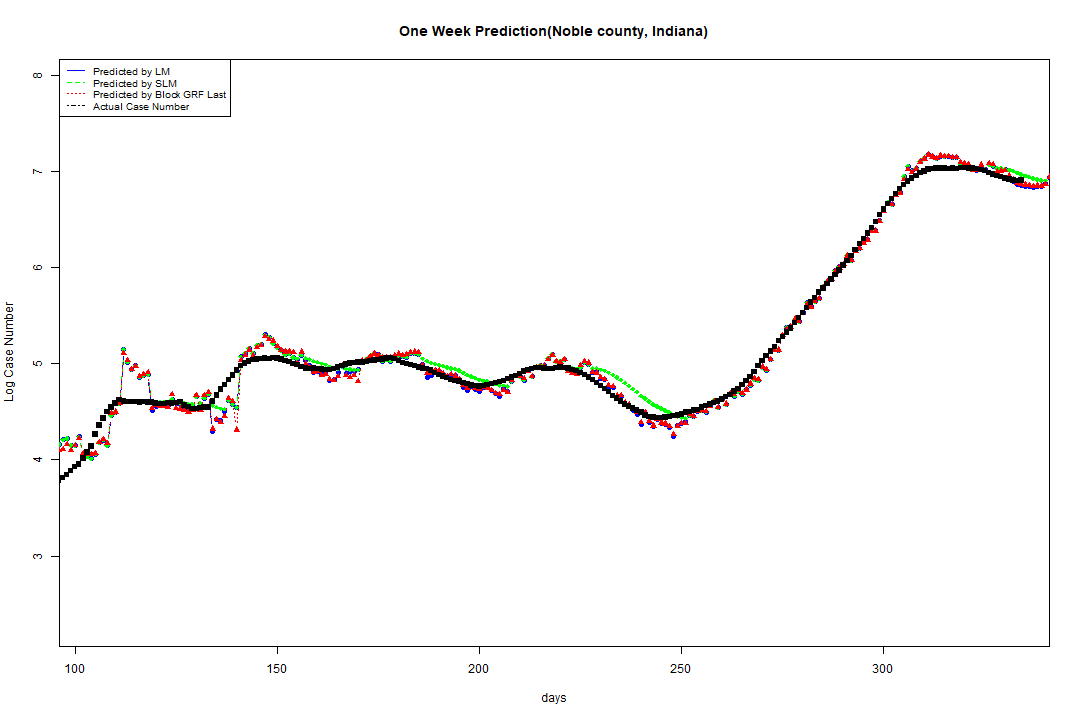 One Week Prediction(Noble county, Indiana)
Predicted by LM
Predicted by SLM
Predicted by Block GRF Last
Actual Case Number
8
7
6
5
4
3
Log Case Number
100 150 200 250 300
days